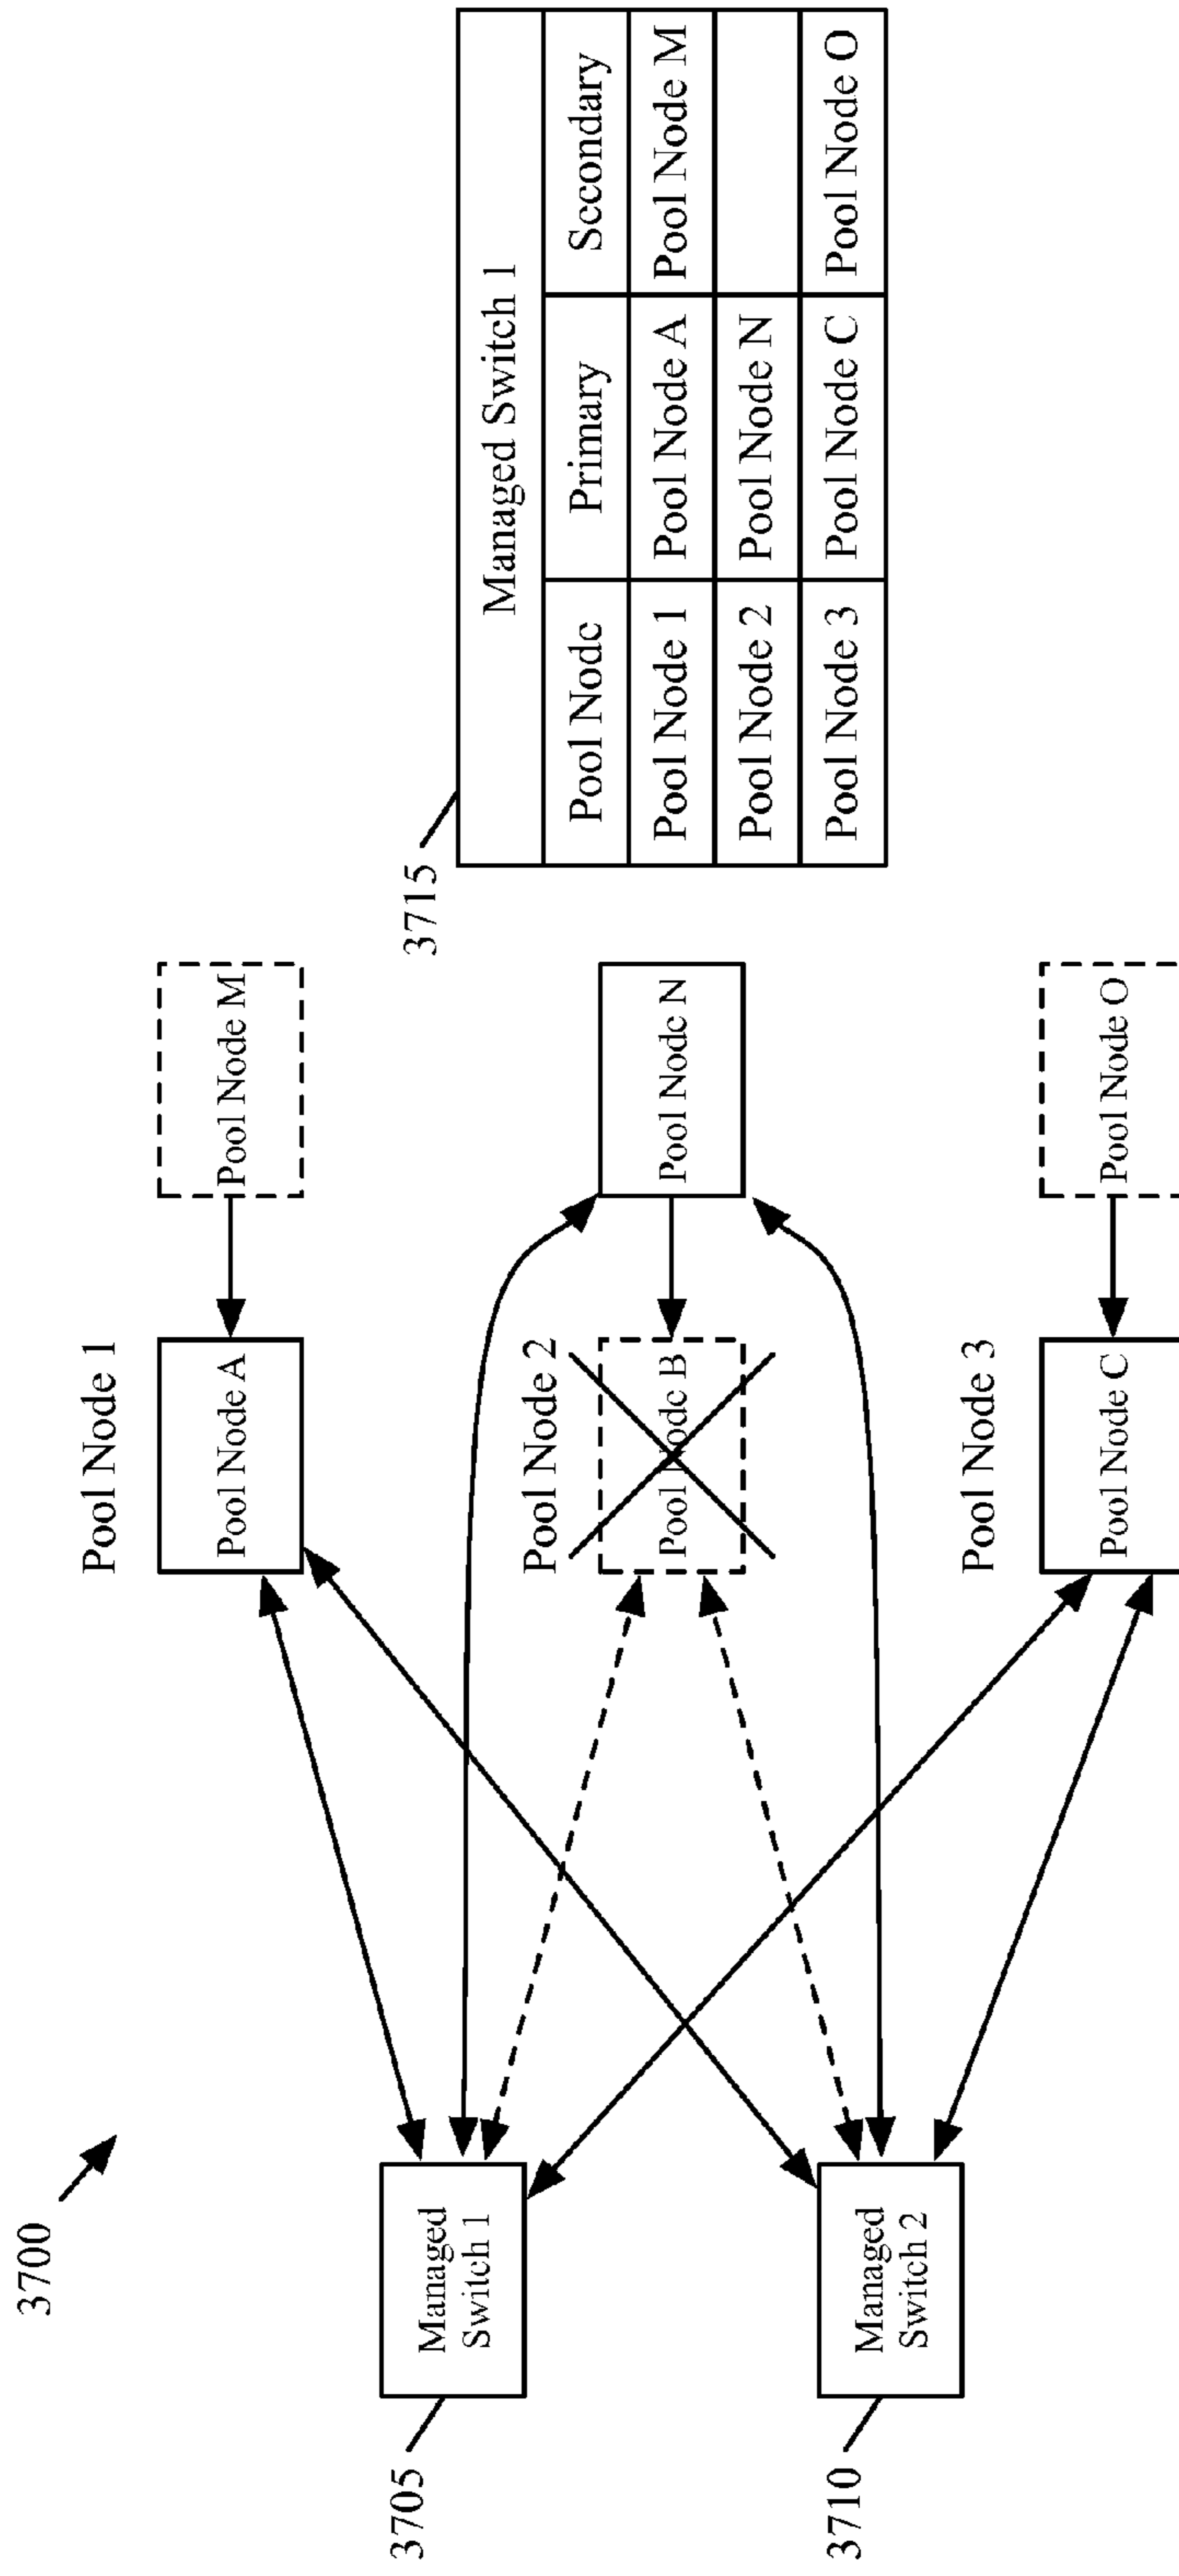 3700
Pool Node 1
Pool Node A
Pool Node M
3705
Managed
Switch 1
Pool Node 2
Pool Node B
Pool Node N
3710
Managed
Switch 2
Pool Node 3
Pool Node C
Pool Node O
3715
Managed Switch 1
Pool Node Primary Secondary
Pool Node 1 Pool Node A Pool Node M
Pool Node 2 Pool Node N
Pool Node 3 Pool Node C Pool Node O